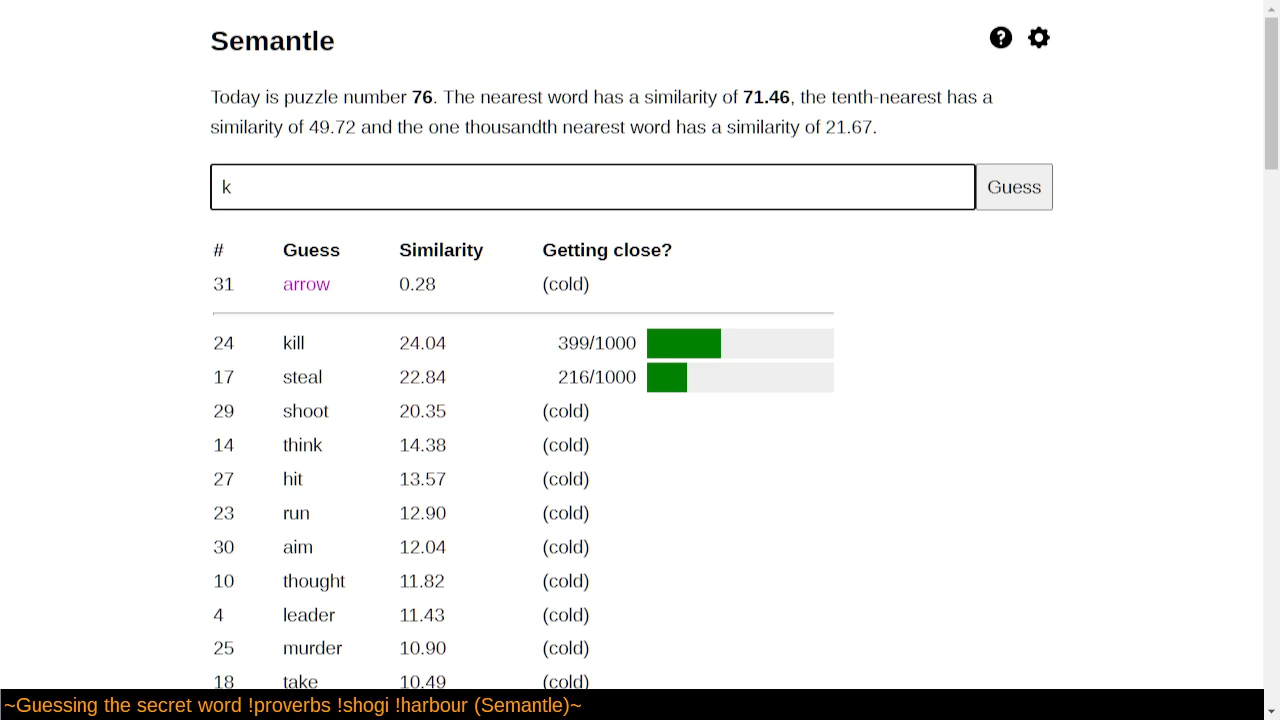 Semantle
Today is puzzle number 76. The nearest word has a similarity of 71.46, the tenth-nearest has a
similarity of 49.72 and the one thousandth nearest word has a similarity of 21.67.
k Guess
# Guess Similarity Getting close?
31 arrow 0.28 (cold)
24 kill 24.04 399/1000
17 steal 22.84 216/1000
29 shoot 20.35 (cold)
14 think 14.38 (cold)
27 hit 13.57 (cold)
23 run 12.90 (cold)
30 aim 12.04 (cold)
10 thought 11.82 (cold)
4 leader 11.43 (cold)
25 murder 10.90 (cold)
18 take 10.49 (cold)
~Guessing the secret word !proverbs !shogi !harbour (Semantle)~